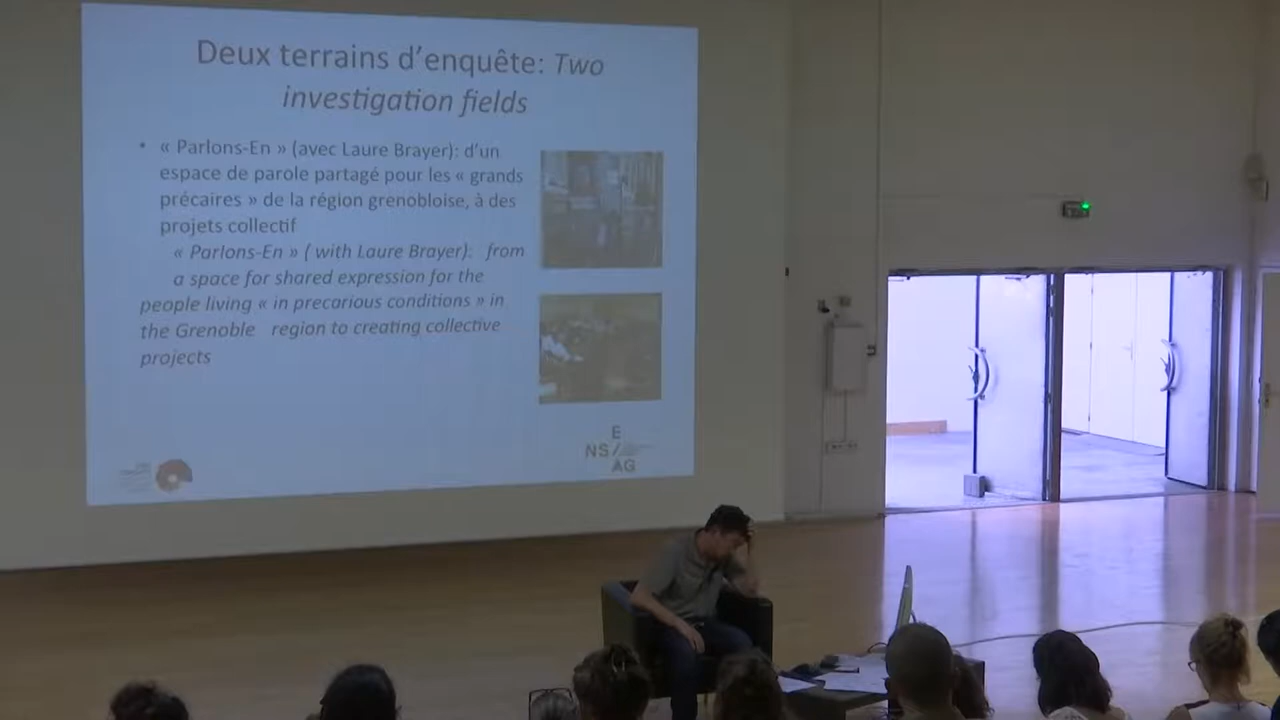 Deux terrains d'enquête: Two
investigation fields
• « Parlons-En » (avec Laure Brayer): d'un
espace de parole partagé pour les « grands
précaires » de la région grenobloise, à des
projets collectif
« Parlons-En » ( with Laure Brayer): from
a space for shared expression for the
people living « in precarious conditions » in
the Grenoble region to creating collective
projects
E
NS/
AG